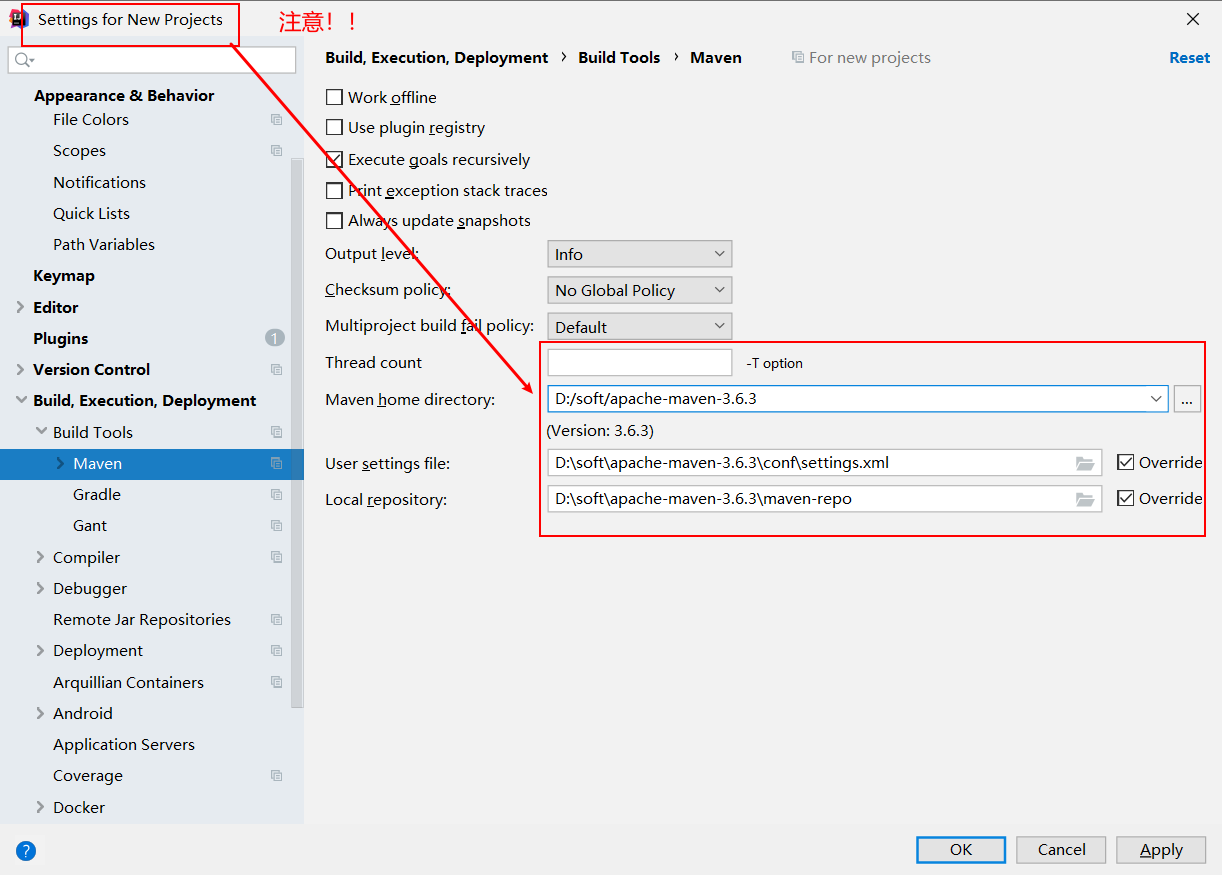 Settings for New Projects
注意！！
Build, Execution, Deployment › Build Tools › Maven For new projects Reset
Appearance & Behavior
File Colors
Scopes
Notifications
Quick Lists
Path Variables
Keymap
Editor
Plugins 1
Version Control
Build, Execution, Deployment
Build Tools
Maven
Gradle
Gant
Compiler
Debugger
Remote Jar Repositories
Deployment
Arquillian Containers
Android
Application Servers
Coverage
Docker
Work offline
Use plugin registry
Execute goals recursively
Print exception stack traces
Always update snapshots
Output level: Info
Checksum policy: No Global Policy
Multiproject build fail policy: Default
Thread count -T option
Maven home directory: D:/soft/apache-maven-3.6.3 ...
(Version: 3.6.3)
User settings file: D:\soft\apache-maven-3.6.3\conf\settings.xml Override
Local repository: D:\soft\apache-maven-3.6.3\maven-repo Override
? OK Cancel Apply